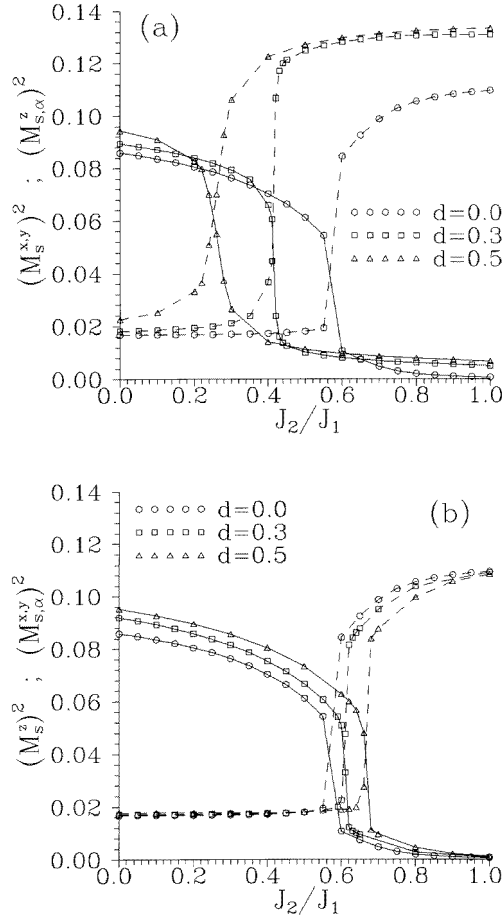 (a)
(M_s^{x,y})^2 ; (M_{s,α}^z)^2
0.14
0.12
0.10
0.08
0.06
0.04
0.02
0.00
d=0.0
d=0.3
d=0.5
0.0 0.2 0.4 0.6 0.8 1.0
J_2/J_1
(b)
(M_s^z)^2 ; (M_{s,α}^{x,y})^2
0.14
0.12
0.10
0.08
0.06
0.04
0.02
0.00
d=0.0
d=0.3
d=0.5
0.0 0.2 0.4 0.6 0.8 1.0
J_2/J_1